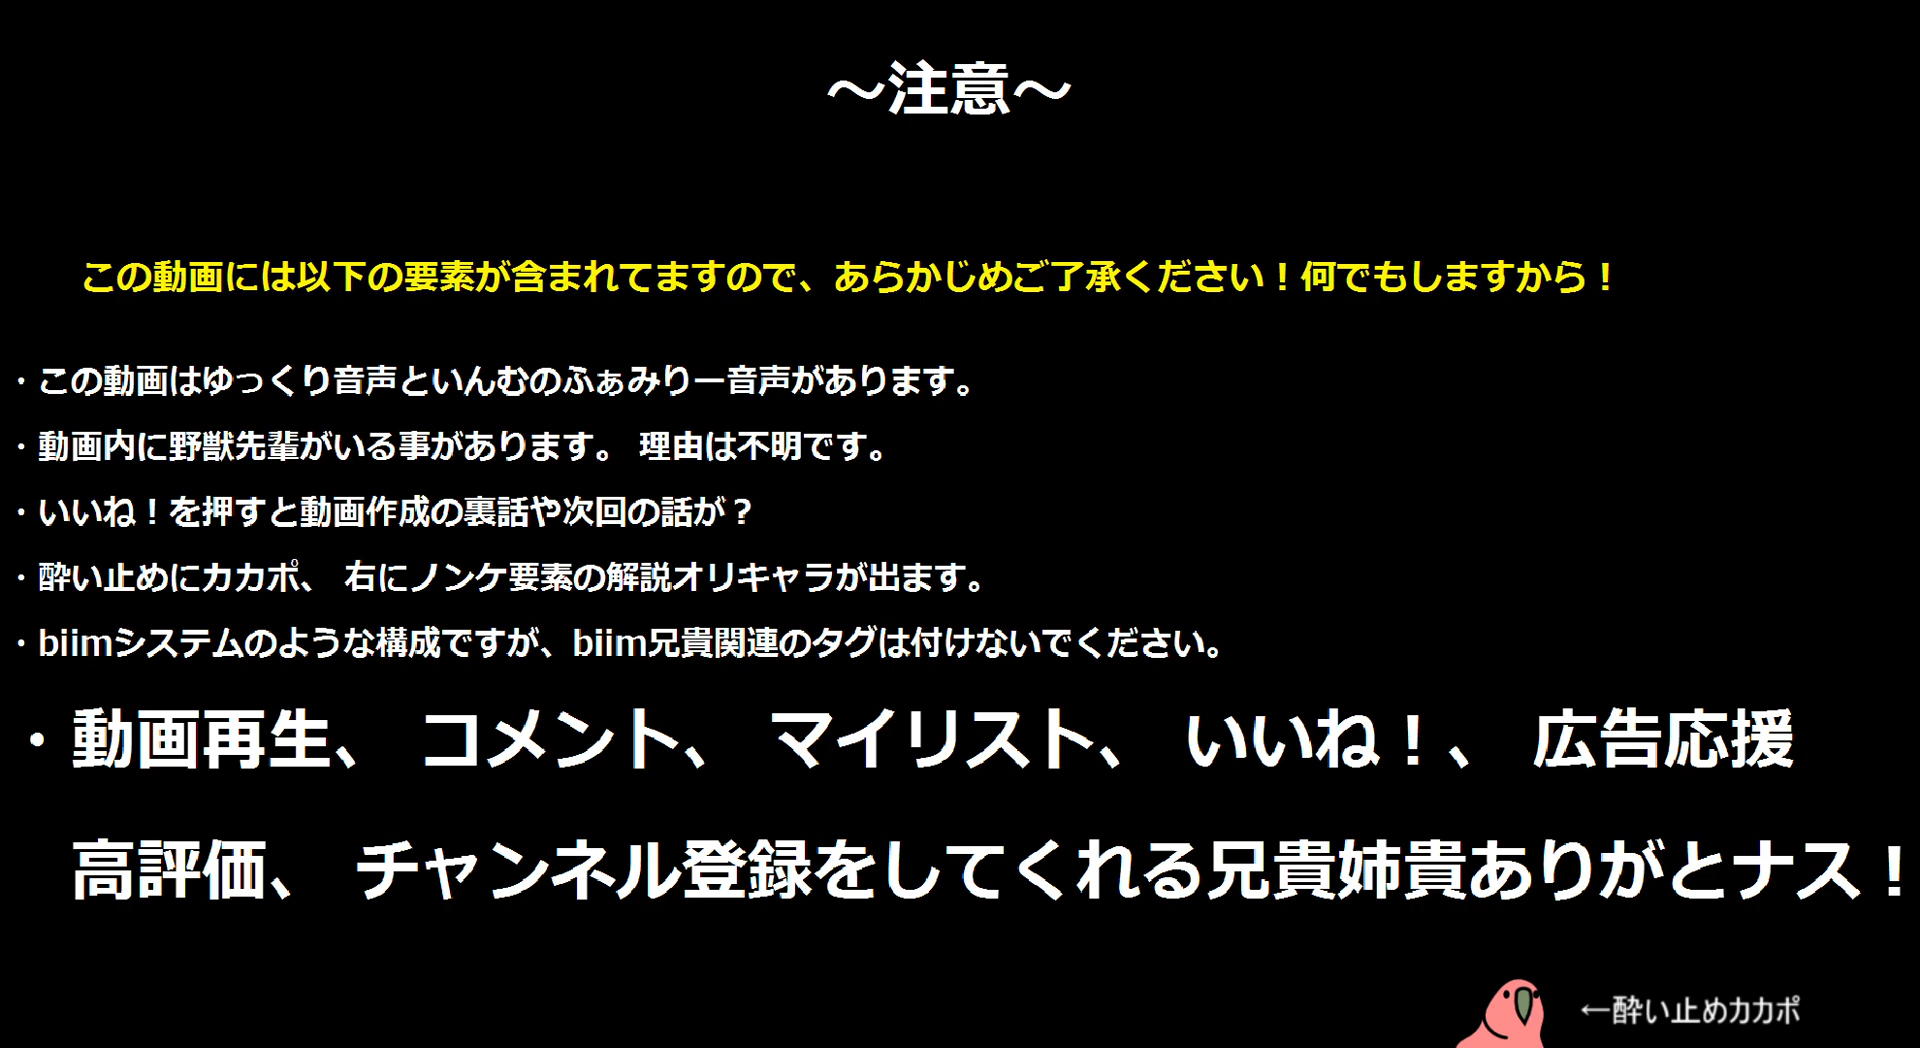 ～注意～
この動画には以下の要素が含まれてますので、あらかじめご了承ください！何でもしますから！
・この動画はゆっくり音声といんむのふぁみりー音声があります。
・動画内に野獣先輩がいる事があります。 理由は不明です。
・いいね！を押すと動画作成の裏話や次回の話が？
・酔い止めにカカポ、 右にノンケ要素の解説オリキャラが出ます。
・biimシステムのような構成ですが、biim兄貴関連のタグは付けないでください。
・動画再生、 コメント、 マイリスト、 いいね！、 広告応援
高評価、 チャンネル登録をしてくれる兄貴姉貴ありがとナス！
←酔い止めカカポ